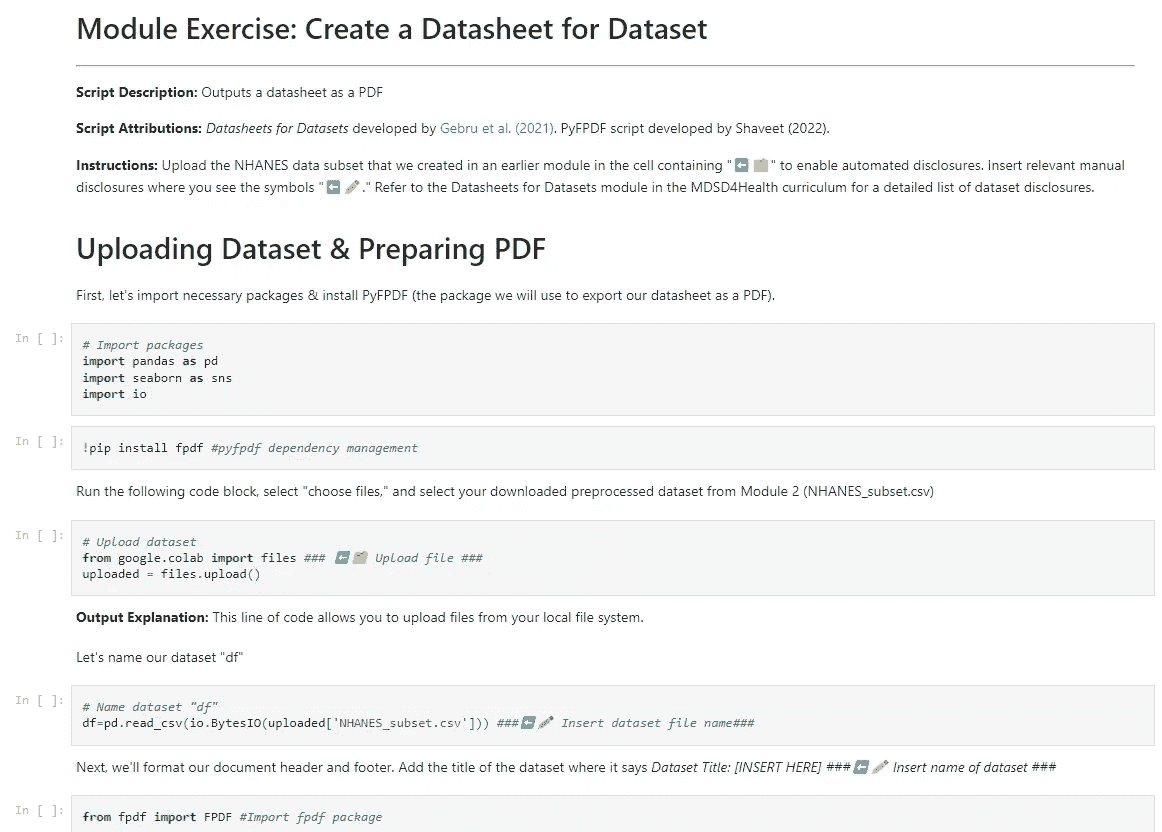 Module Exercise: Create a Datasheet for Dataset
Script Description: Outputs a datasheet as a PDF
Script Attributions: Datasheets for Datasets developed by Gebru et al. (2021). PyFPDF script developed by Shaveet (2022).
Instructions: Upload the NHANES data subset that we created in an earlier module in the cell containing "⬅️ 📁" to enable automated disclosures. Insert relevant manual
disclosures where you see the symbols "⬅️ ✏️." Refer to the Datasheets for Datasets module in the MDSD4Health curriculum for a detailed list of dataset disclosures.
Uploading Dataset & Preparing PDF
First, let's import necessary packages & install PyFPDF (the package we will use to export our datasheet as a PDF).
In [ ]:
# Import packages
import pandas as pd
import seaborn as sns
import io
In [ ]:
!pip install fpdf #pyfpdf dependency management
Run the following code block, select "choose files," and select your downloaded preprocessed dataset from Module 2 (NHANES_subset.csv)
In [ ]:
# Upload dataset
from google.colab import files ### ⬅️📁 Upload file ###
uploaded = files.upload()
Output Explanation: This line of code allows you to upload files from your local file system.
Let's name our dataset "df"
In [ ]:
# Name dataset "df"
df=pd.read_csv(io.BytesIO(uploaded['NHANES_subset.csv'])) ###⬅️✏️ Insert dataset file name###
Next, we'll format our document header and footer. Add the title of the dataset where it says Dataset Title: [INSERT HERE] ###⬅️ ✏️ Insert name of dataset ###
In [ ]:
from fpdf import FPDF #Import fpdf package